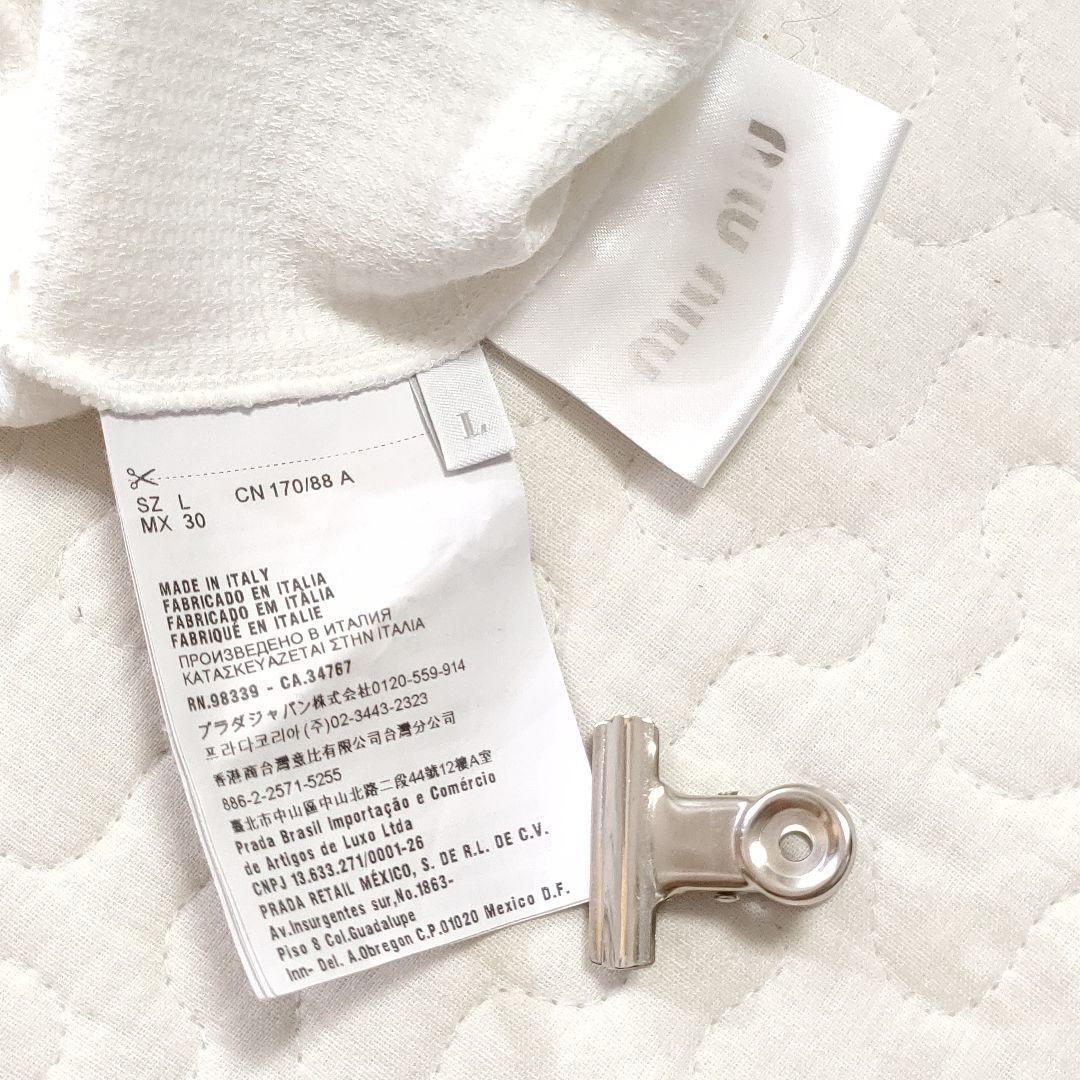 miu miu
L
SZ L
CN 170/88 A
MX 30
MADE IN ITALY
FABRICADO EN ITALIA
FABRICADO EM ITÁLIA
FABRIQUÉ EN ITALIE
ПРОИЗВЕДЕНО В ИТАЛИЯ
ΚΑΤΑΣΚΕΥΑΖΕΤΑΙ ΣΤΗΝ ΙΤΑΛΙΑ
RN.98339 - CA.34767
プラダジャパン株式会社0120-559-914
프라다코리아(주)02-3443-2323
香港商台灣意比有限公司台灣分公司
886-2-2571-5255
臺北市中山區中山北路二段44號12樓A室
Prada Brasil Importação e Comércio
de Artigos de Luxo Ltda
CNPJ 13.633.271/0001-26
PRADA RETAIL MÉXICO, S. DE R.L. DE C.V.
Av.Insurgentes sur,No.1863-
Piso 8 Col.Guadalupe
Inn- Del. A.Obregon C.P.01020 Mexico D.F.